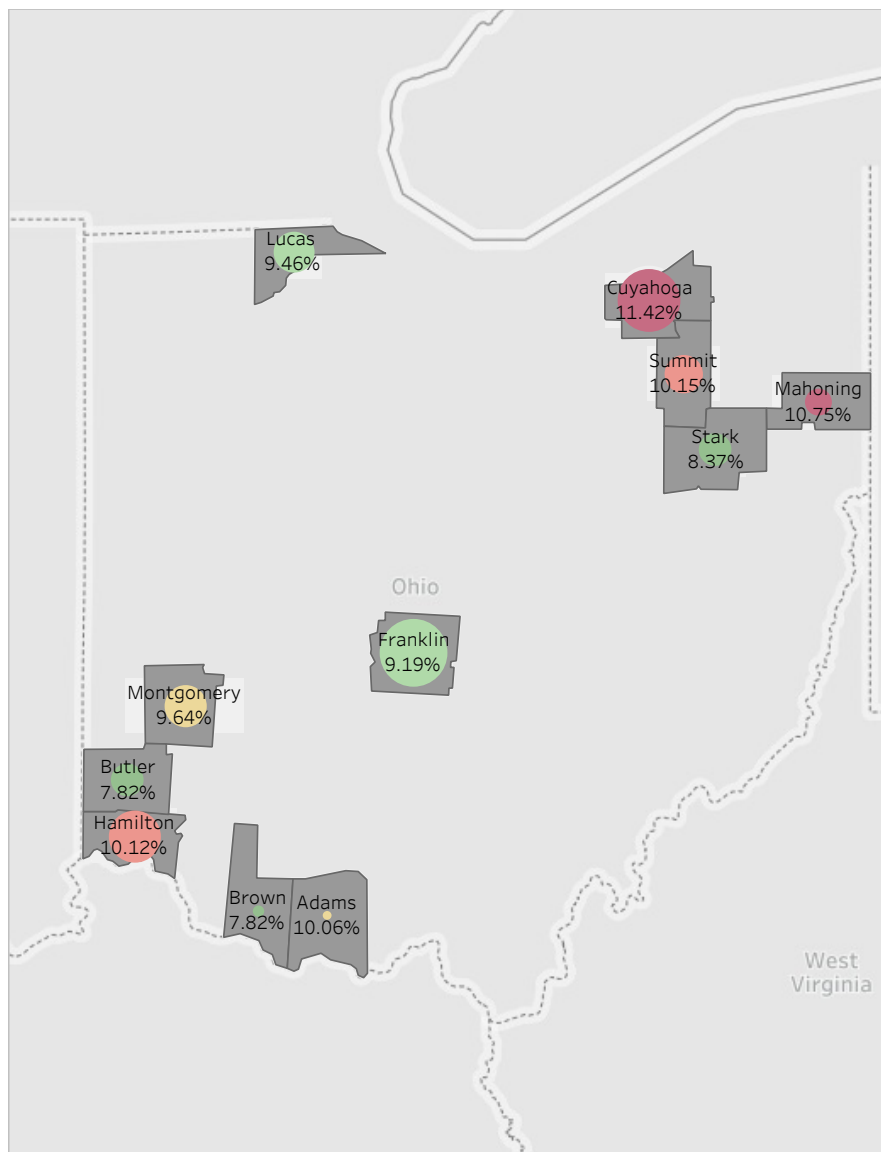 Lucas
9.46%
Cuyahoga
11.42%
Summit
10.15%
Mahoning
10.75%
Stark
8.37%
Ohio
Franklin
9.19%
Montgomery
9.64%
Butler
7.82%
Hamilton
10.12%
Brown
7.82%
Adams
10.06%
West
Virginia